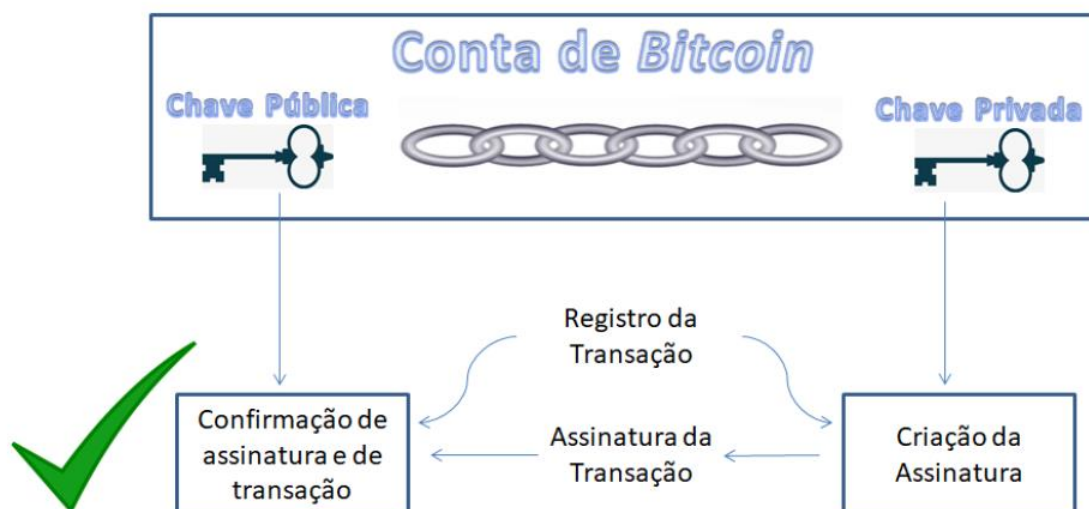 Conta de Bitcoin
Chave Pública
Chave Privada
Registro da
Transação
Confirmação de
assinatura e de
transação
Assinatura da
Transação
Criação da
Assinatura